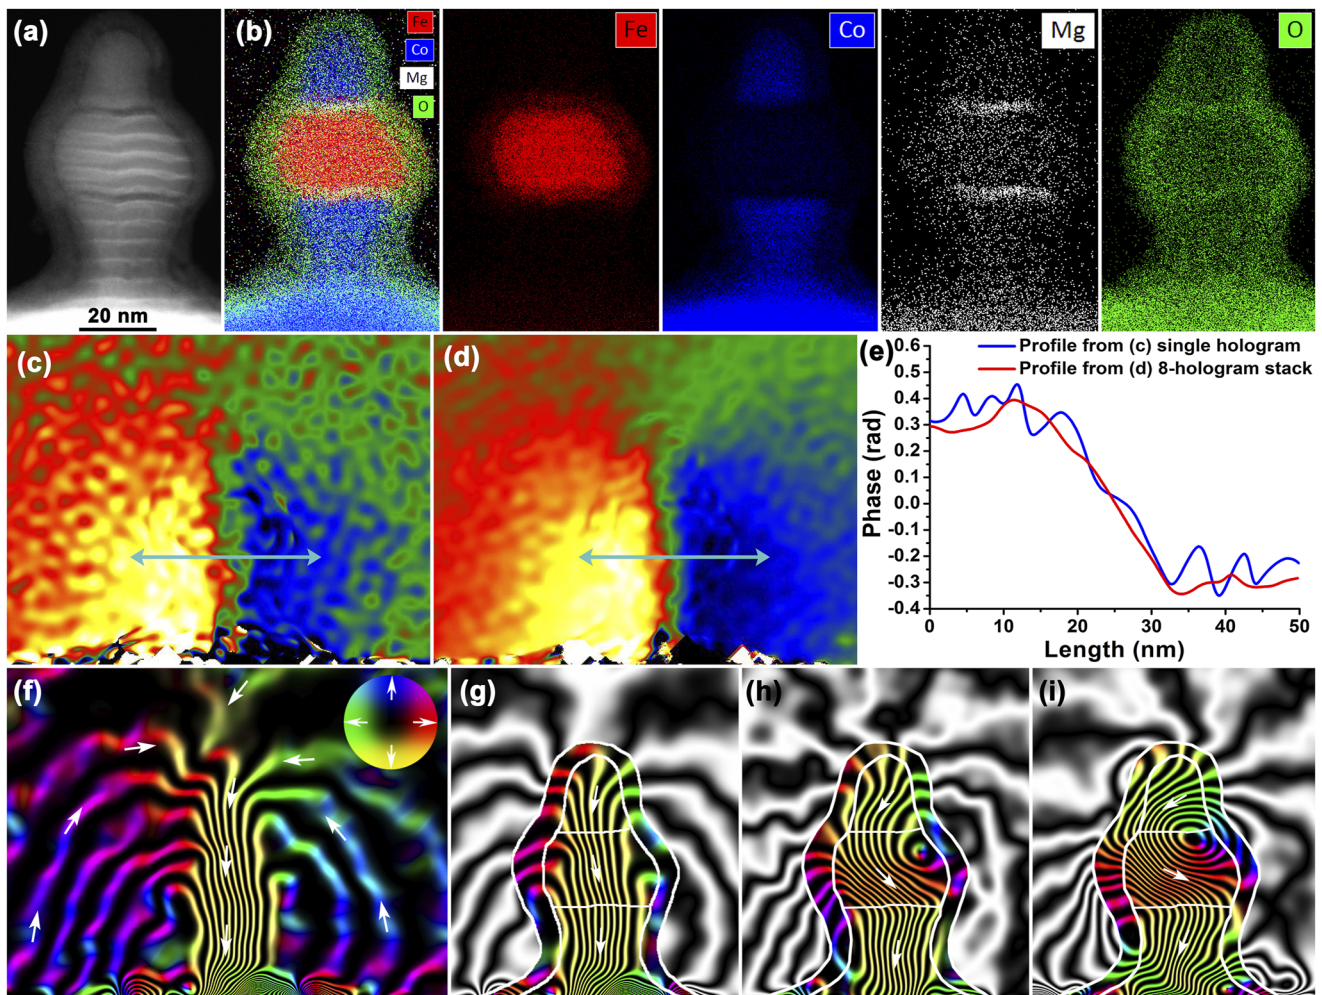 (a)
20 nm
(b)
Fe
Co
Mg
O
Fe
Co
Mg
O
(c)
(d)
(e)
Profile from (c) single hologram
Profile from (d) 8-hologram stack
Phase (rad)
0.6
0.5
0.4
0.3
0.1
0.0
-0.1
-0.2
-0.3
-0.4
0
10
20
30
40
50
Length (nm)
(f)
(g)
(h)
(i)